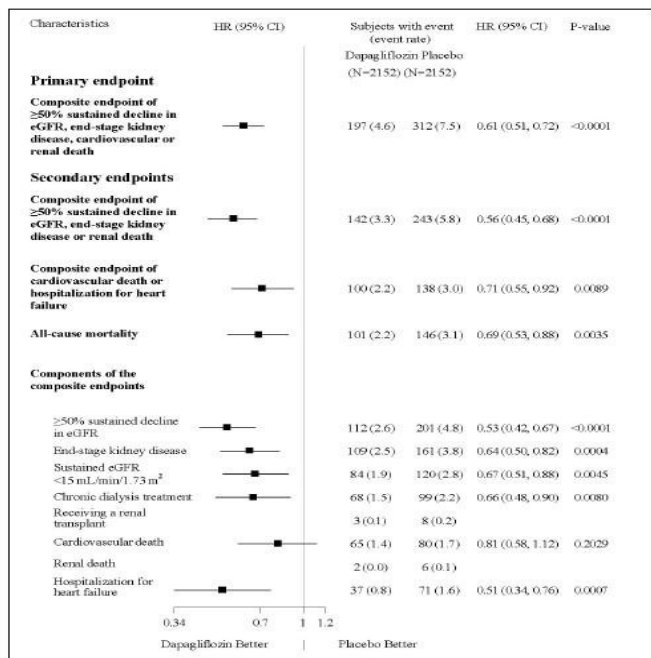 Characteristics HR (95% CI) Subjects with event HR (95% CI) P-value
(event rate)
Dapagliflozin Placebo
(N=2152) (N=2152)
Primary endpoint
Composite endpoint of
≥50% sustained decline in
eGFR, end-stage kidney
disease, cardiovascular or
renal death
197 (4.6) 312 (7.5) 0.61 (0.51, 0.72) <0.0001
Secondary endpoints
Composite endpoint of
≥50% sustained decline in
eGFR, end-stage kidney
disease or renal death
142 (3.3) 243 (5.8) 0.56 (0.45, 0.68) <0.0001
Composite endpoint of
cardiovascular death or
hospitalization for heart
failure
100 (2.2) 138 (3.0) 0.71 (0.55, 0.92) 0.0089
All-cause mortality 101 (2.2) 146 (3.1) 0.69 (0.53, 0.88) 0.0035
Components of the
composite endpoints
≥50% sustained decline
in eGFR
112 (2.6) 201 (4.8) 0.53 (0.42, 0.67) <0.0001
End-stage kidney disease 109 (2.5) 161 (3.8) 0.64 (0.50, 0.82) 0.0004
Sustained eGFR
<15 mL/min/1.73 m²
84 (1.9) 120 (2.8) 0.67 (0.51, 0.88) 0.0045
Chronic dialysis treatment 68 (1.5) 99 (2.2) 0.66 (0.48, 0.90) 0.0080
Receiving a renal
transplant
3 (0.1) 8 (0.2)
Cardiovascular death 65 (1.4) 80 (1.7) 0.81 (0.58, 1.12) 0.2029
Renal death 2 (0.0) 6 (0.1)
Hospitalization for
heart failure
37 (0.8) 71 (1.6) 0.51 (0.34, 0.76) 0.0007
0.34 0.7 1 1.2
Dapagliflozin Better | Placebo Better